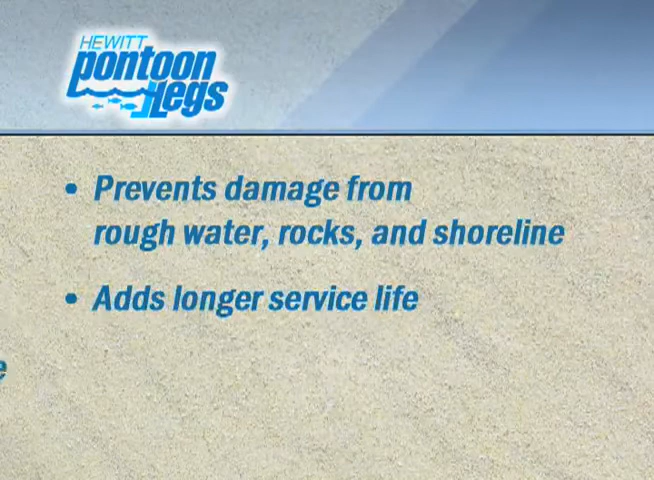 HEWITT
pontoon
Legs
• Prevents damage from
rough water, rocks, and shoreline
• Adds longer service life
e